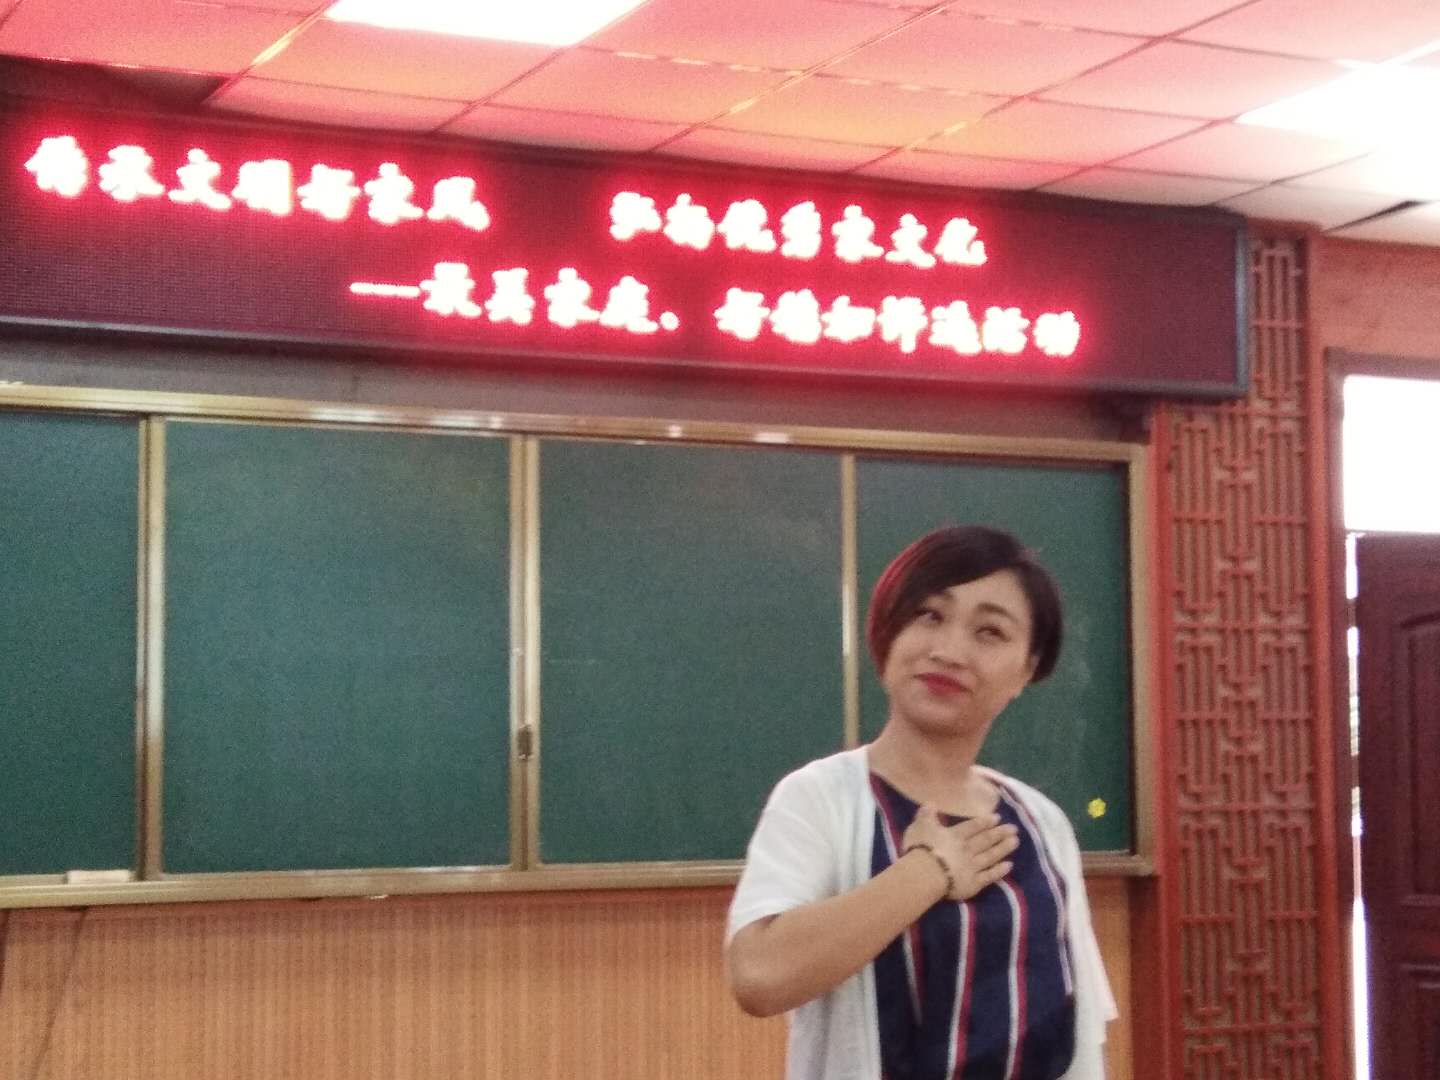 传承文明好家风 弘扬优秀家文化
—最美家庭、好媳妇评选活动